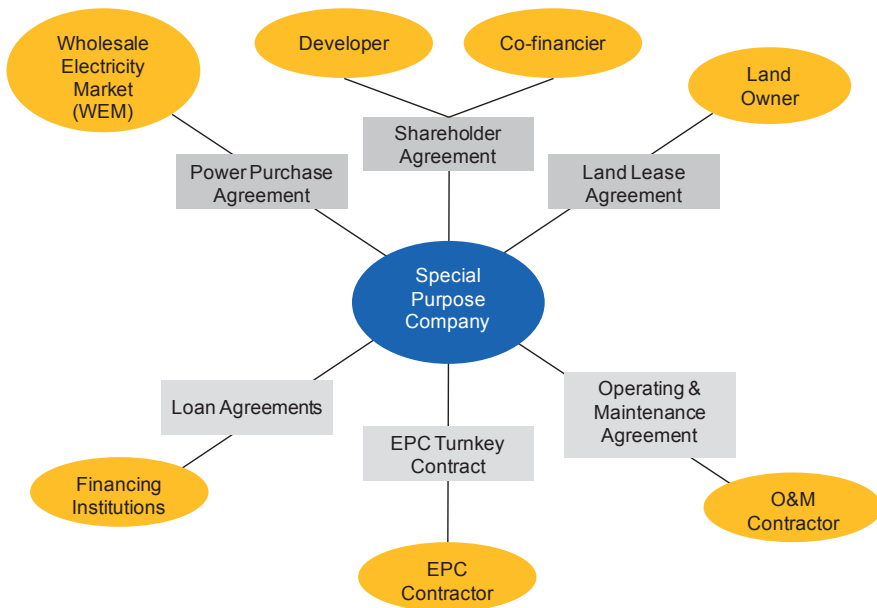 Wholesale
Electricity
Market
(WEM)
Developer
Co-financier
Land
Owner
Shareholder
Agreement
Power Purchase
Agreement
Land Lease
Agreement
Special
Purpose
Company
Loan Agreements
EPC Turnkey
Contract
Operating &
Maintenance
Agreement
Financing
Institutions
O&M
Contractor
EPC
Contractor